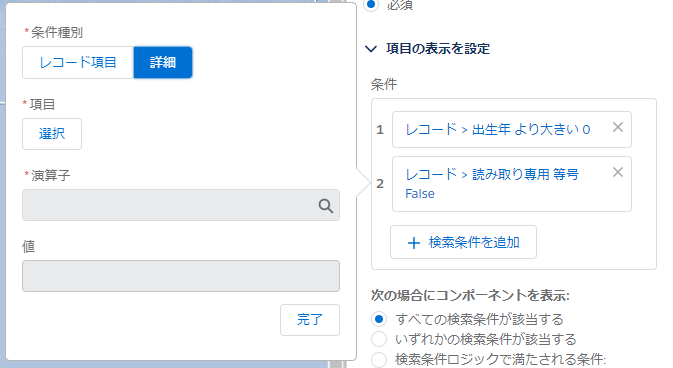 *条件種別
レコード項目 詳細
*項目
選択
*演算子
値
完了
必須
項目の表示を設定
条件
1 レコード > 出生年 より大きい 0
2 レコード > 読み取り専用 等号
False
+ 検索条件を追加
次の場合にコンポーネントを表示:
すべての検索条件が該当する
いずれかの検索条件が該当する
検索条件ロジックで満たされる条件: